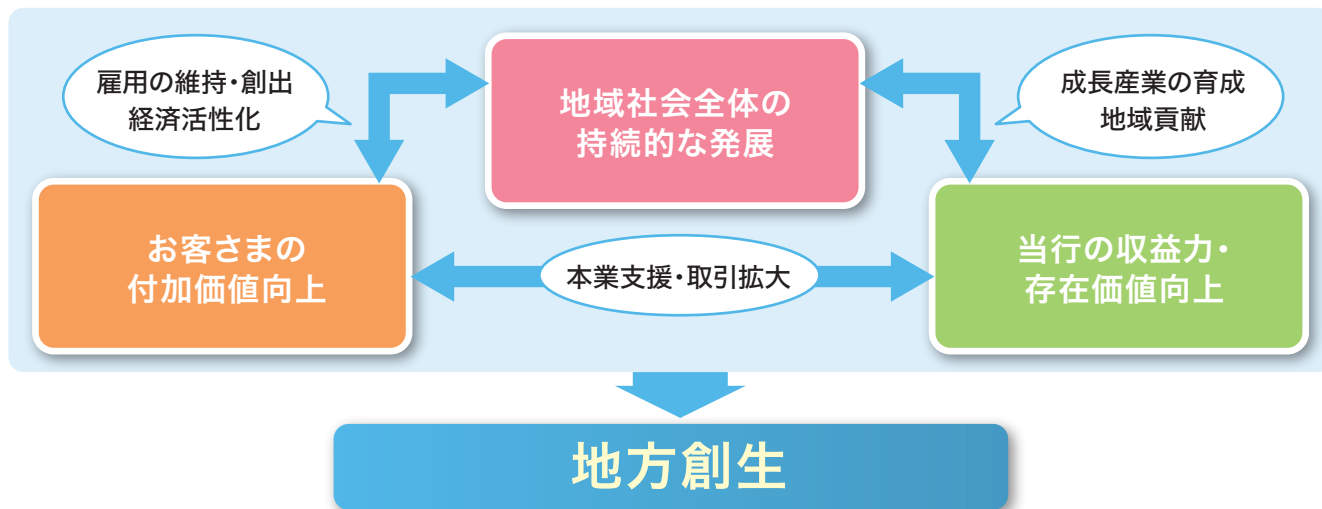 雇用の維持・創出
経済活性化
地域社会全体の
持続的な発展
成長産業の育成
地域貢献
お客さまの
付加価値向上
本業支援・取引拡大
当行の収益力・
存在価値向上
地方創生